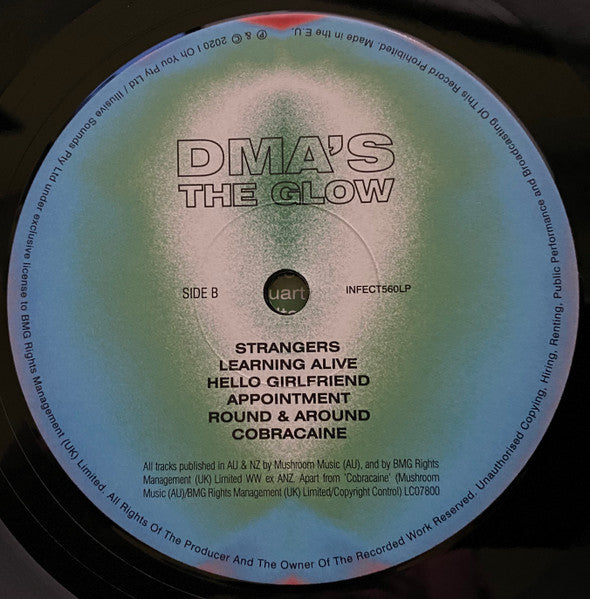 DMA'S
THE GLOW
SIDE B
INFECT560LP
uart
STRANGERS
LEARNING ALIVE
HELLO GIRLFRIEND
APPOINTMENT
ROUND & AROUND
COBRACAINE
All tracks published in AU & NZ by Mushroom Music (AU), and by BMG Rights
Management (UK) Limited WW ex ANZ. Apart from 'Cobracaine' (Mushroom
Music (AU)/BMG Rights Management (UK) Limited/Copyright Control) LC07800
℗ & © 2020 I Oh You Pty Ltd / Illusive Sounds Pty Ltd under exclusive license to BMG Rights Management (UK) Limited. All Rights Of The Producer And The Owner Of The Recorded Work Reserved. Unauthorised Copying, Hiring, Renting, Public Performance and Broadcasting Of This Record Prohibited. Made in the E.U.